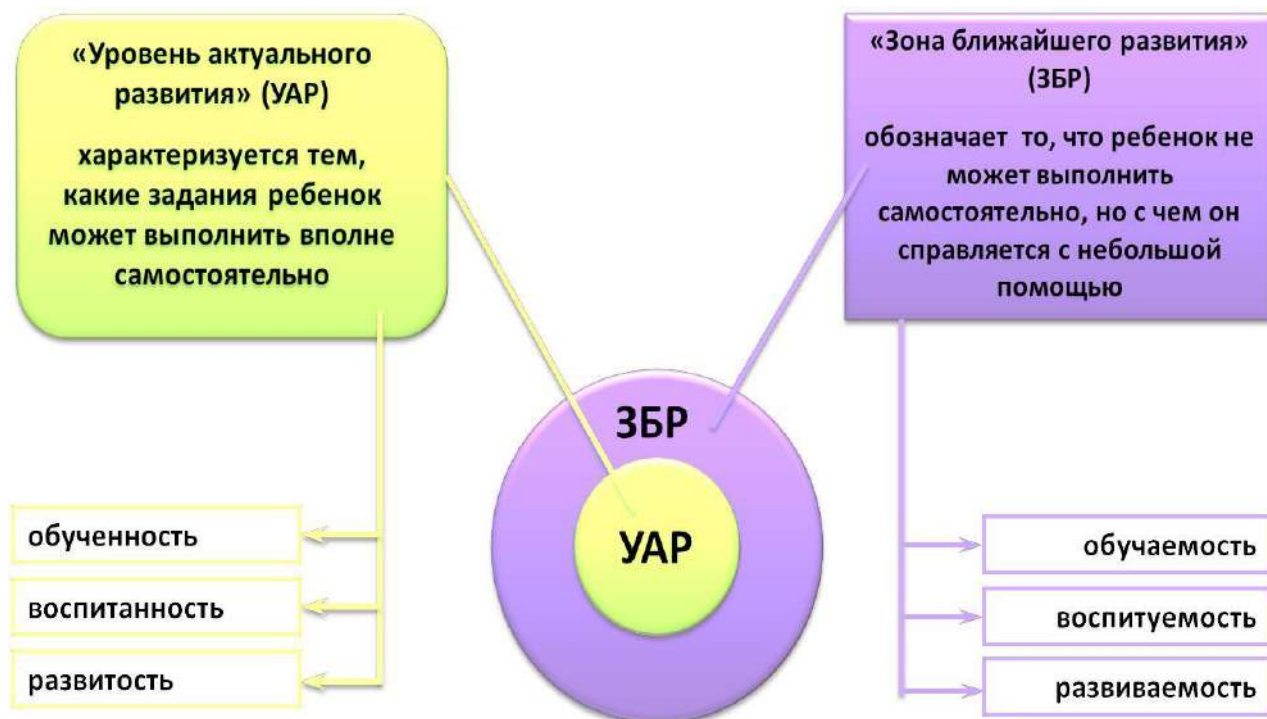 «Уровень актуального
развития» (УАР)
характеризуется тем,
какие задания ребенок
может выполнить вполне
самостоятельно
«Зона ближайшего развития»
(ЗБР)
обозначает то, что ребенок не
может выполнить
самостоятельно, но с чем он
справляется с небольшой
помощью
ЗБР
УАР
обученность
воспитанность
развитость
обучаемость
воспитуемость
развиваемость